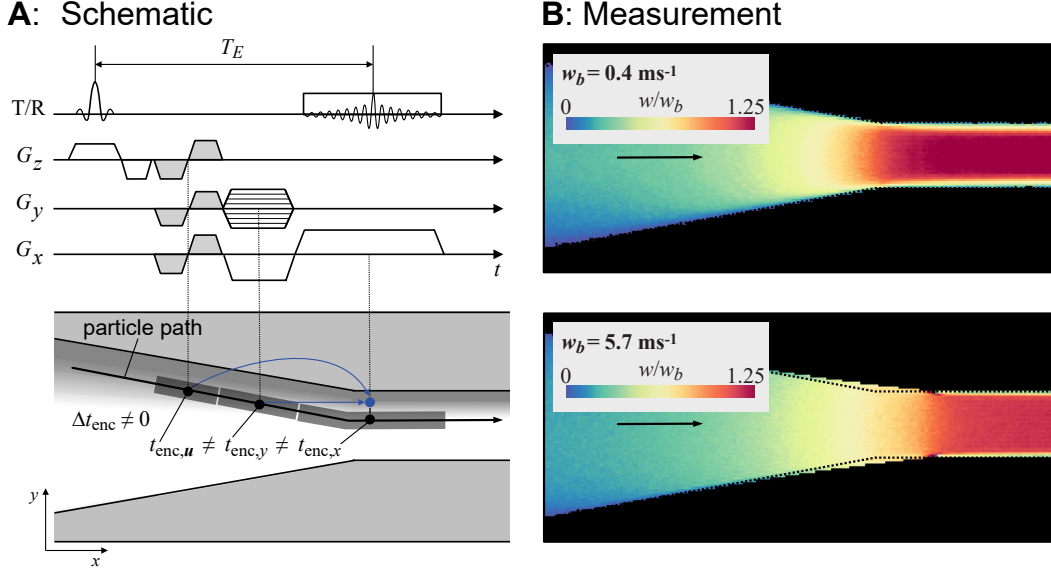 A: Schematic
T_E
T/R
G_z
G_y
G_x
t
particle path
Δt_enc ≠ 0
t_enc,u ≠ t_enc,y ≠ t_enc,x
y
x
B: Measurement
w_b = 0.4 ms⁻¹
0 w/w_b 1.25
w_b = 5.7 ms⁻¹
0 w/w_b 1.25